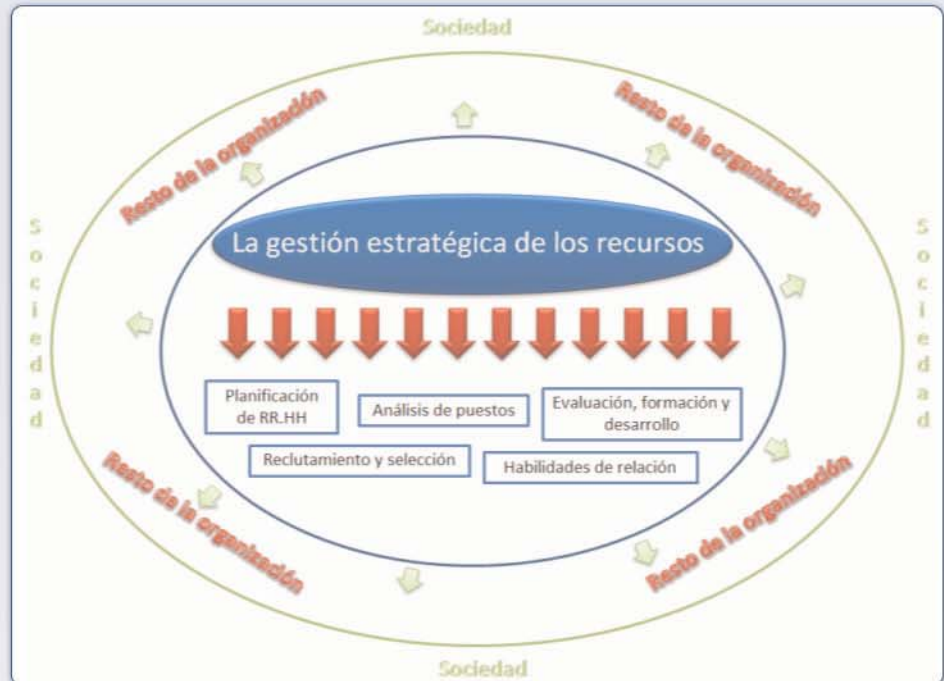 Sociedad
Resto de la organización
Resto de la organización
La gestión estratégica de los recursos
Sociedad
Sociedad
Planificación
de RR.HH
Análisis de puestos
Evaluación, formación y
desarrollo
Reclutamiento y selección
Habilidades de relación
Resto de la organización
Resto de la organización
Sociedad